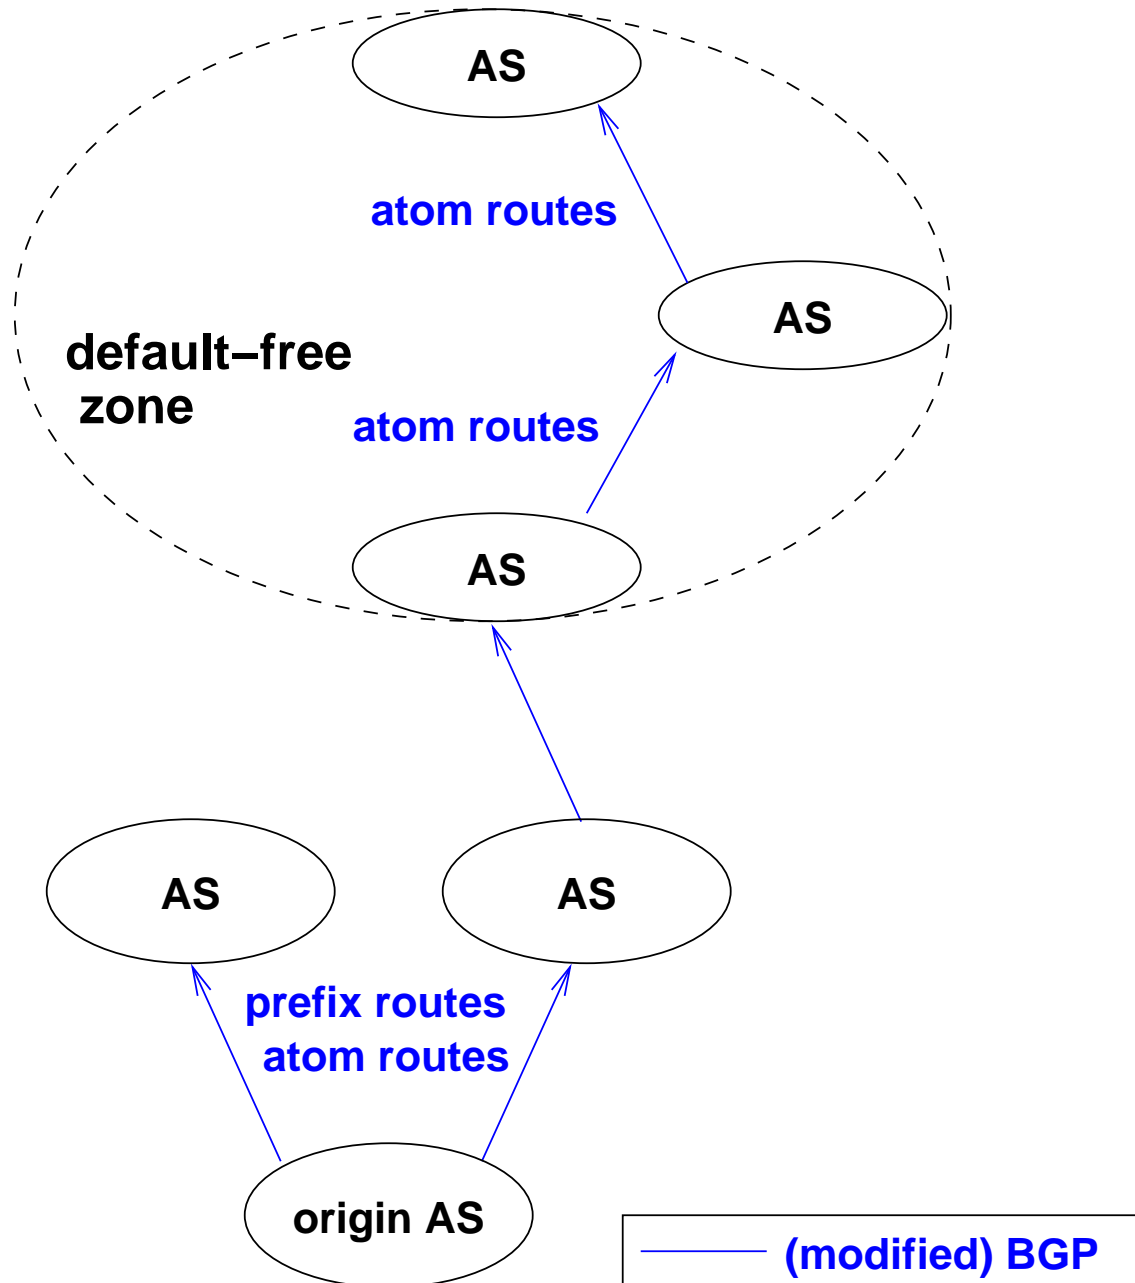 AS
atom routes
AS
default–free
zone
atom routes
AS
AS
AS
prefix routes
atom routes
origin AS
(modified) BGP